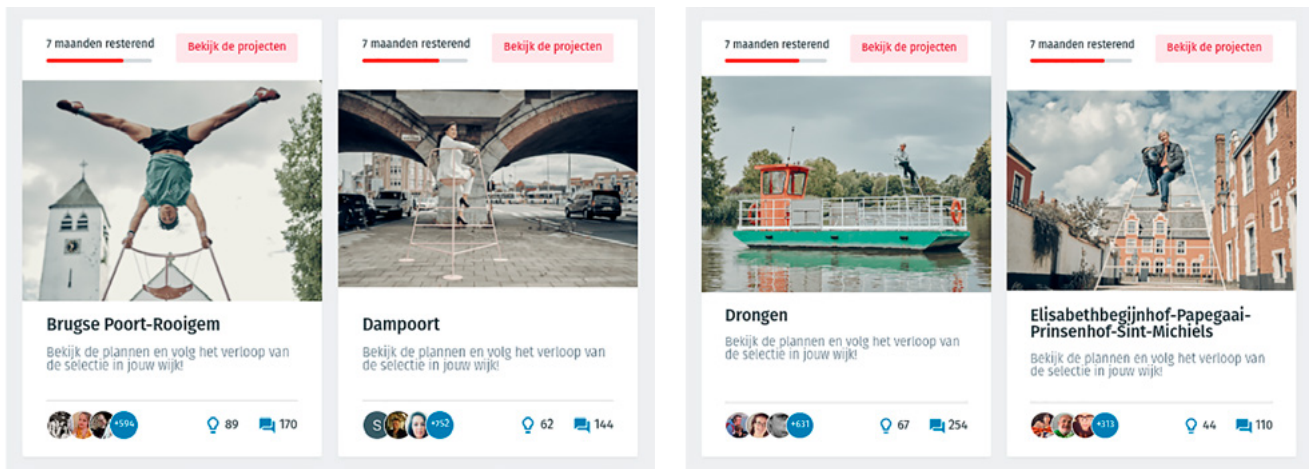 7 maanden resterend
Bekijk de projecten
Brugse Poort-Rooigem
Bekijk de plannen en volg het verloop van
de selectie in jouw wijk!
+594
89
170
7 maanden resterend
Bekijk de projecten
Dampoort
Bekijk de plannen en volg het verloop van
de selectie in jouw wijk!
S
+752
62
144
7 maanden resterend
Bekijk de projecten
Drongen
Bekijk de plannen en volg het verloop van
de selectie in jouw wijk!
+631
67
254
7 maanden resterend
Bekijk de projecten
Elisabethbegijnhof-Papegaai-
Prinsenhof-Sint-Michiels
Bekijk de plannen en volg het verloop van
de selectie in jouw wijk!
+313
44
110